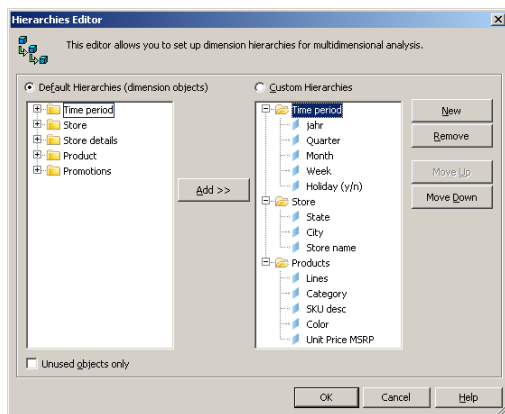 Hierarchies Editor
This editor allows you to set up dimension hierarchies for multidimensional analysis.
Default Hierarchies (dimension objects)
Time period
Store
Store details
Product
Promotions
Unused objects only
Add >>
Custom Hierarchies
Time period
jahr
Quarter
Month
Week
Holiday (y/n)
Store
State
City
Store name
Products
Lines
Category
SKU desc
Color
Unit Price MSRP
New
Remove
Move Up
Move Down
OK
Cancel
Help